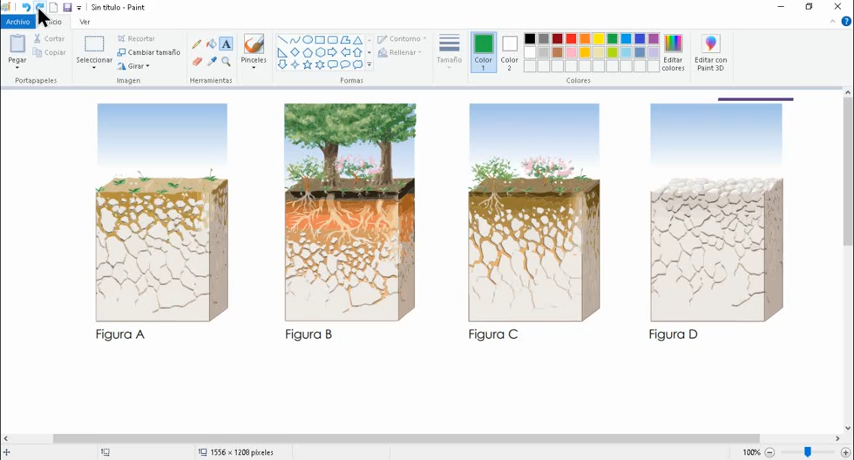 Sin título - Paint
Archivo
Ver
Pegar
Cortar
Copiar
Portapapeles
Seleccionar
Recortar
Cambiar tamaño
Girar
Imagen
A
Herramientas
Pinceles
Contorno
Rellenar
Formas
Tamaño
Color
1
Color
2
Editar
colores
Editar con
Paint 3D
Colores
Figura A
Figura B
Figura C
Figura D
1556 × 1208 píxeles
100%